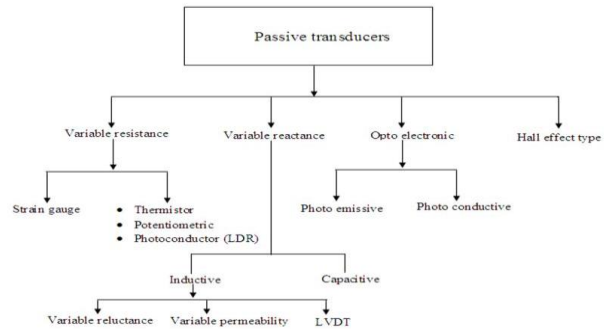 Passive transducers
Variable resistance
Variable reactance
Opto electronic
Hall effect type
Strain gauge
• Thermistor
• Potentiometric
• Photoconductor (LDR)
Photo emissive
Photo conductive
Inductive
Capacitive
Variable reluctance
Variable permeability
LVDT